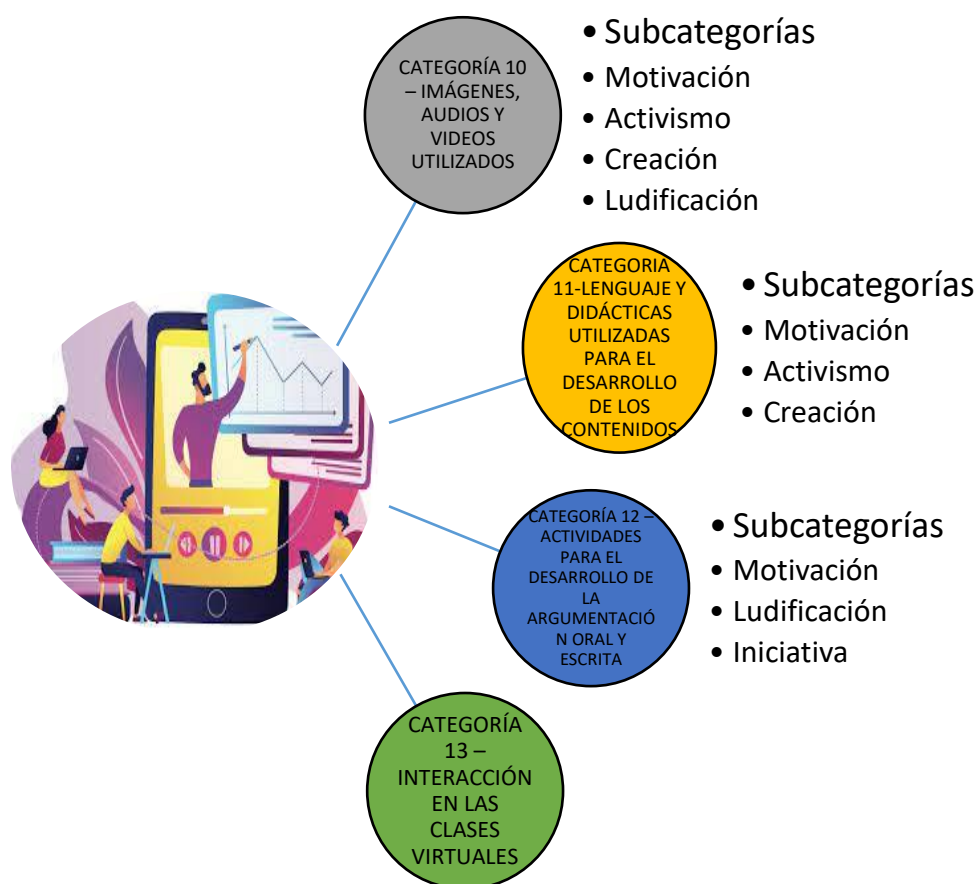 CATEGORÍA 10
– IMÁGENES,
AUDIOS Y
VIDEOS
UTILIZADOS
• Subcategorías
• Motivación
• Activismo
• Creación
• Ludificación
CATEGORIA
11-LENGUAJE Y
DIDÁCTICAS
UTILIZADAS
PARA EL
DESARROLLO
DE LOS
CONTENIDOS
• Subcategorías
• Motivación
• Activismo
• Creación
CATEGORÍA 12 –
ACTIVIDADES
PARA EL
DESARROLLO DE
LA
ARGUMENTACIÓ
N ORAL Y
ESCRITA
• Subcategorías
• Motivación
• Ludificación
• Iniciativa
CATEGORÍA
13 –
INTERACCIÓN
EN LAS
CLASES
VIRTUALES